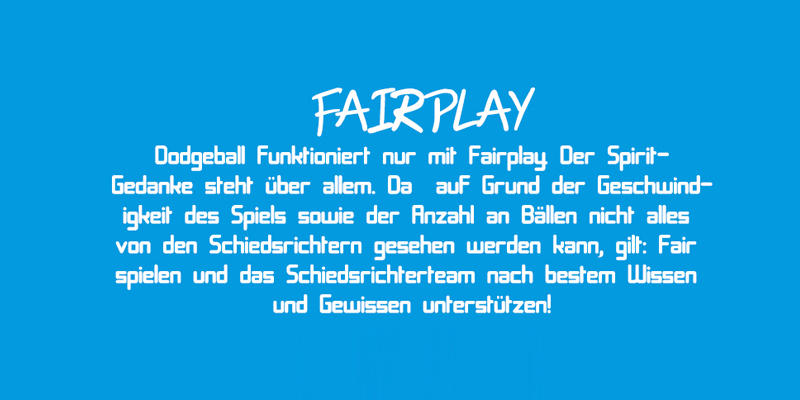 FAIRPLAY
Dodgeball Funktioniert nur mit Fairplay. Der Spirit-
Gedanke steht über allem. Da auf Grund der Geschwind-
igkeit des Spiels sowie der Anzahl an Bällen nicht alles
von den Schiedsrichtern gesehen werden kann, gilt: Fair
spielen und das Schiedsrichterteam nach bestem Wissen
und Gewissen unterstützen!